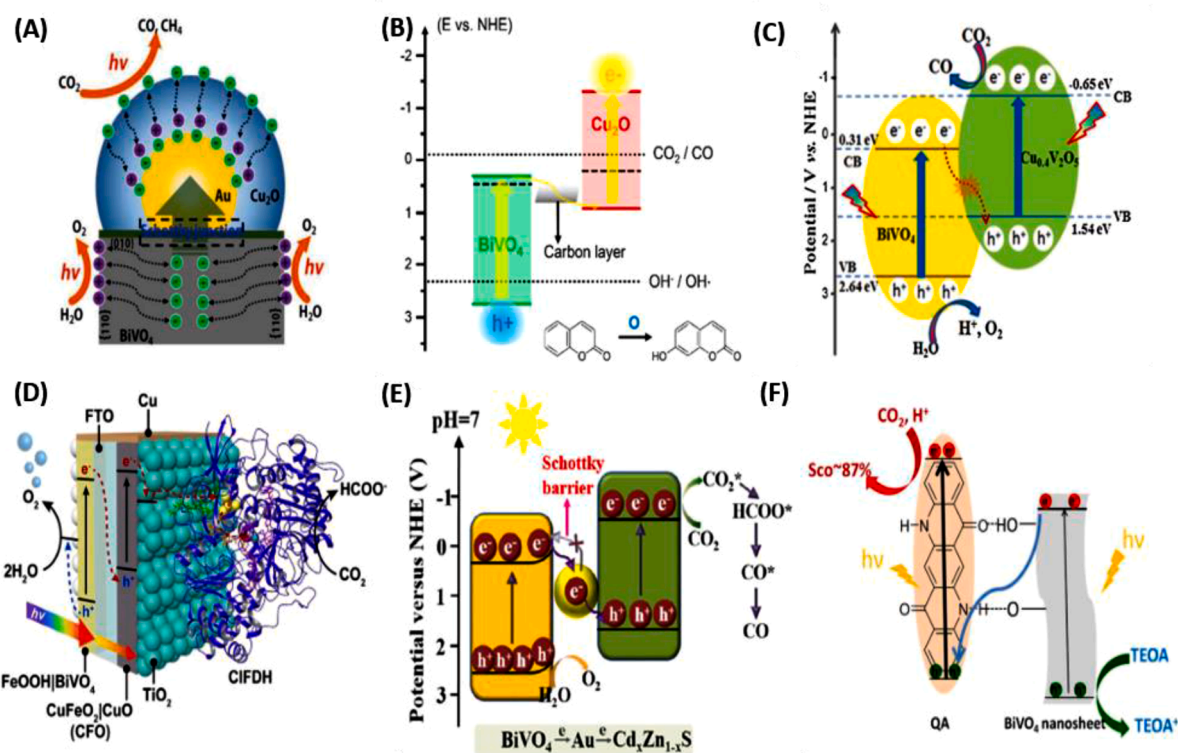 (A)
CO, CH₄
hν
CO₂
Au
Cu₂O
Schottky junction
O₂
{010}
O₂
hν
hν
H₂O
H₂O
{110}
BiVO₄
{110}
(B)
(E vs. NHE)
-2
-1
0
1
2
3
e-
Cu₂O
CO₂ / CO
BiVO₄
Carbon layer
OH- / OH·
h+
O
HO
O
O
O
O
(C)
Potential / V vs. NHE
-1
0
1
2
3
CO₂
CO
e⁻ e⁻ e⁻
-0.65 eV
CB
0.31 eV
e⁻ e⁻ e⁻
CB
Cu₀.₄V₂O₅
BiVO₄
VB
1.54 eV
h⁺ h⁺ h⁺
VB
2.64 eV
h⁺ h⁺ h⁺
H₂O
H⁺, O₂
(D)
FTO
Cu
e-
e-
O₂
HCOO⁻
2H₂O
h⁺
h⁺
CO₂
hν
FeOOH|BiVO₄
TiO₂
ClFDH
CuFeO₂|CuO
(CFO)
(E)
pH=7
Potential versus NHE (V)
-1
0
1
2
3
Schottky
barrier
e⁻ e⁻ e⁻
CO₂*
HCOO*
CO₂
CO*
CO
e⁻ e⁻ e⁻
e⁻
h⁺ h⁺ h⁺
h⁺ h⁺ h⁺ h⁺
H₂O
O₂
BiVO₄ →e Au →e CdₓZn₁₋ₓS
(F)
CO₂, H⁺
Sco~87%
H-N
O
HO
hν
hν
O
N
H
O
TEOA
TEOA⁺
QA
BiVO₄ nanosheet